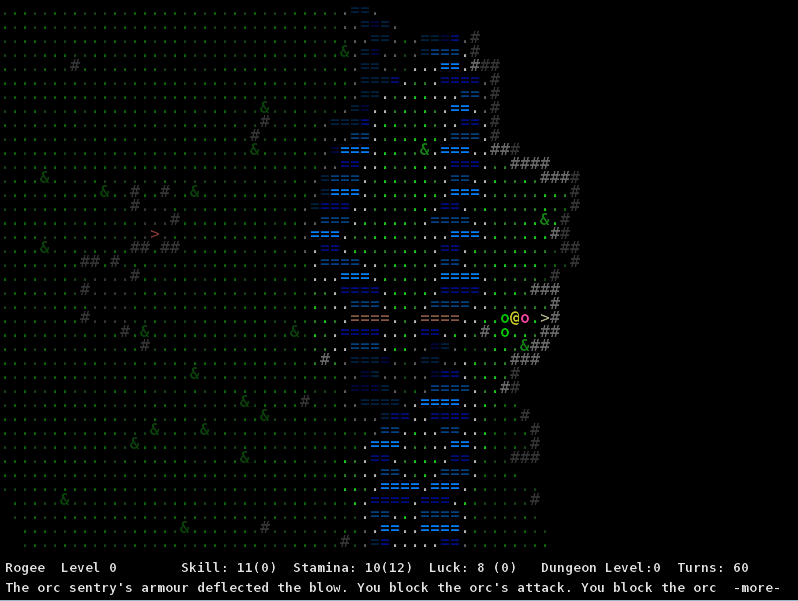 Rogee Level 0 Skill: 11(0) Stamina: 10(12) Luck: 8 (0) Dungeon Level:0 Turns: 60
The orc sentry's armour deflected the blow. You block the orc's attack. You block the orc -more-